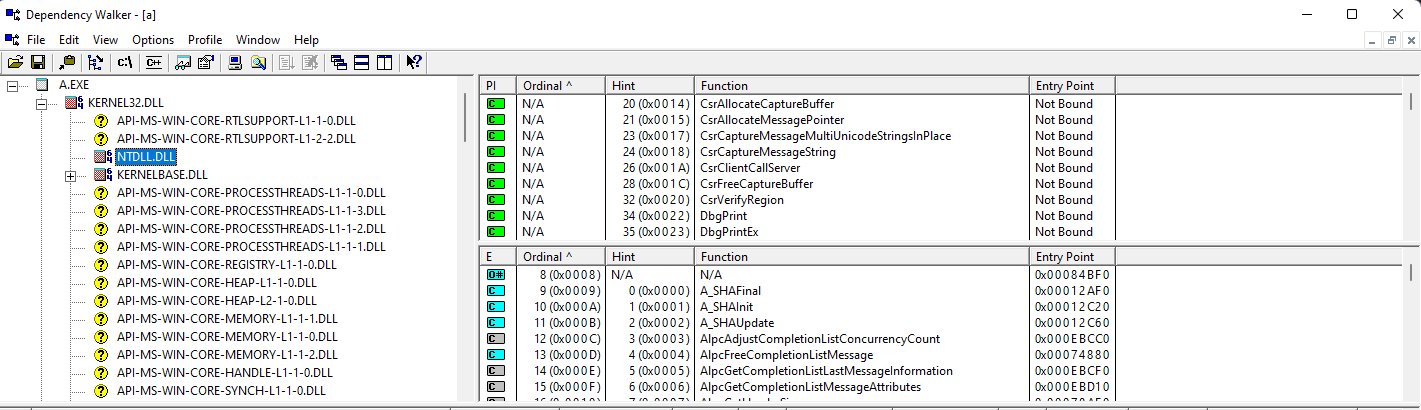 Dependency Walker - [a]
File Edit View Options Profile Window Help
c:\ C++
A.EXE
KERNEL32.DLL
API-MS-WIN-CORE-RTLSUPPORT-L1-1-0.DLL
API-MS-WIN-CORE-RTLSUPPORT-L1-2-2.DLL
NTDLL.DLL
KERNELBASE.DLL
API-MS-WIN-CORE-PROCESSTHREADS-L1-1-0.DLL
API-MS-WIN-CORE-PROCESSTHREADS-L1-1-3.DLL
API-MS-WIN-CORE-PROCESSTHREADS-L1-1-2.DLL
API-MS-WIN-CORE-PROCESSTHREADS-L1-1-1.DLL
API-MS-WIN-CORE-REGISTRY-L1-1-0.DLL
API-MS-WIN-CORE-HEAP-L1-1-0.DLL
API-MS-WIN-CORE-HEAP-L2-1-0.DLL
API-MS-WIN-CORE-MEMORY-L1-1-1.DLL
API-MS-WIN-CORE-MEMORY-L1-1-0.DLL
API-MS-WIN-CORE-MEMORY-L1-1-2.DLL
API-MS-WIN-CORE-HANDLE-L1-1-0.DLL
API-MS-WIN-CORE-SYNCH-L1-1-0.DLL
PI Ordinal ^ Hint Function Entry Point
C N/A 20 (0x0014) CsrAllocateCaptureBuffer Not Bound
C N/A 21 (0x0015) CsrAllocateMessagePointer Not Bound
C N/A 23 (0x0017) CsrCaptureMessageMultiUnicodeStringsInPlace Not Bound
C N/A 24 (0x0018) CsrCaptureMessageString Not Bound
C N/A 26 (0x001A) CsrClientCallServer Not Bound
C N/A 28 (0x001C) CsrFreeCaptureBuffer Not Bound
C N/A 32 (0x0020) CsrVerifyRegion Not Bound
C N/A 34 (0x0022) DbgPrint Not Bound
C N/A 35 (0x0023) DbgPrintEx Not Bound
E Ordinal ^ Hint Function Entry Point
O# 8 (0x0008) N/A N/A 0x00084BF0
C 9 (0x0009) 0 (0x0000) A_SHAFinal 0x00012AF0
C 10 (0x000A) 1 (0x0001) A_SHAInit 0x00012C20
C 11 (0x000B) 2 (0x0002) A_SHAUpdate 0x00012C60
C 12 (0x000C) 3 (0x0003) AlpcAdjustCompletionListConcurrencyCount 0x000EBCC0
C 13 (0x000D) 4 (0x0004) AlpcFreeCompletionListMessage 0x00074880
C 14 (0x000E) 5 (0x0005) AlpcGetCompletionListLastMessageInformation 0x000EBCF0
C 15 (0x000F) 6 (0x0006) AlpcGetCompletionListMessageAttributes 0x000EBD10